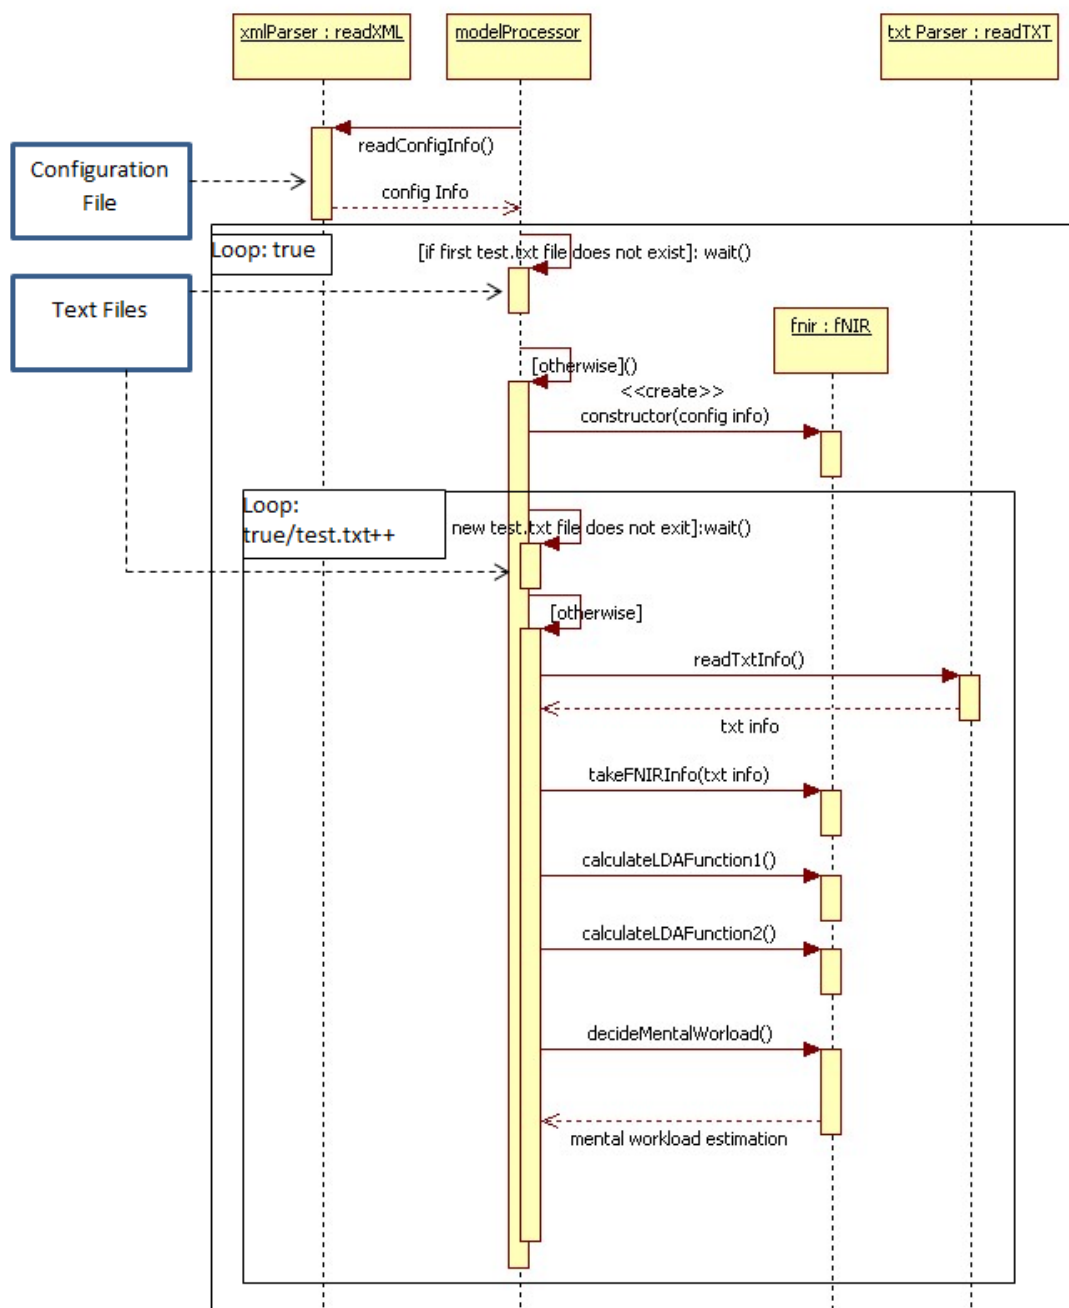 xmlParser : readXML
modelProcessor
txt Parser : readTXT
readConfigInfo()
Configuration
File
config Info
Loop: true
[if first test.txt file does not exist]: wait()
Text Files
fnir : fNIR
[otherwise]()
<<create>>
constructor(config info)
Loop:
true/test.txt++
new test.txt file does not exit]:wait()
[otherwise]
readTxtInfo()
txt info
takeFNIRInfo(txt info)
calculateLDAFunction1()
calculateLDAFunction2()
decideMentalWorload()
mental workload estimation